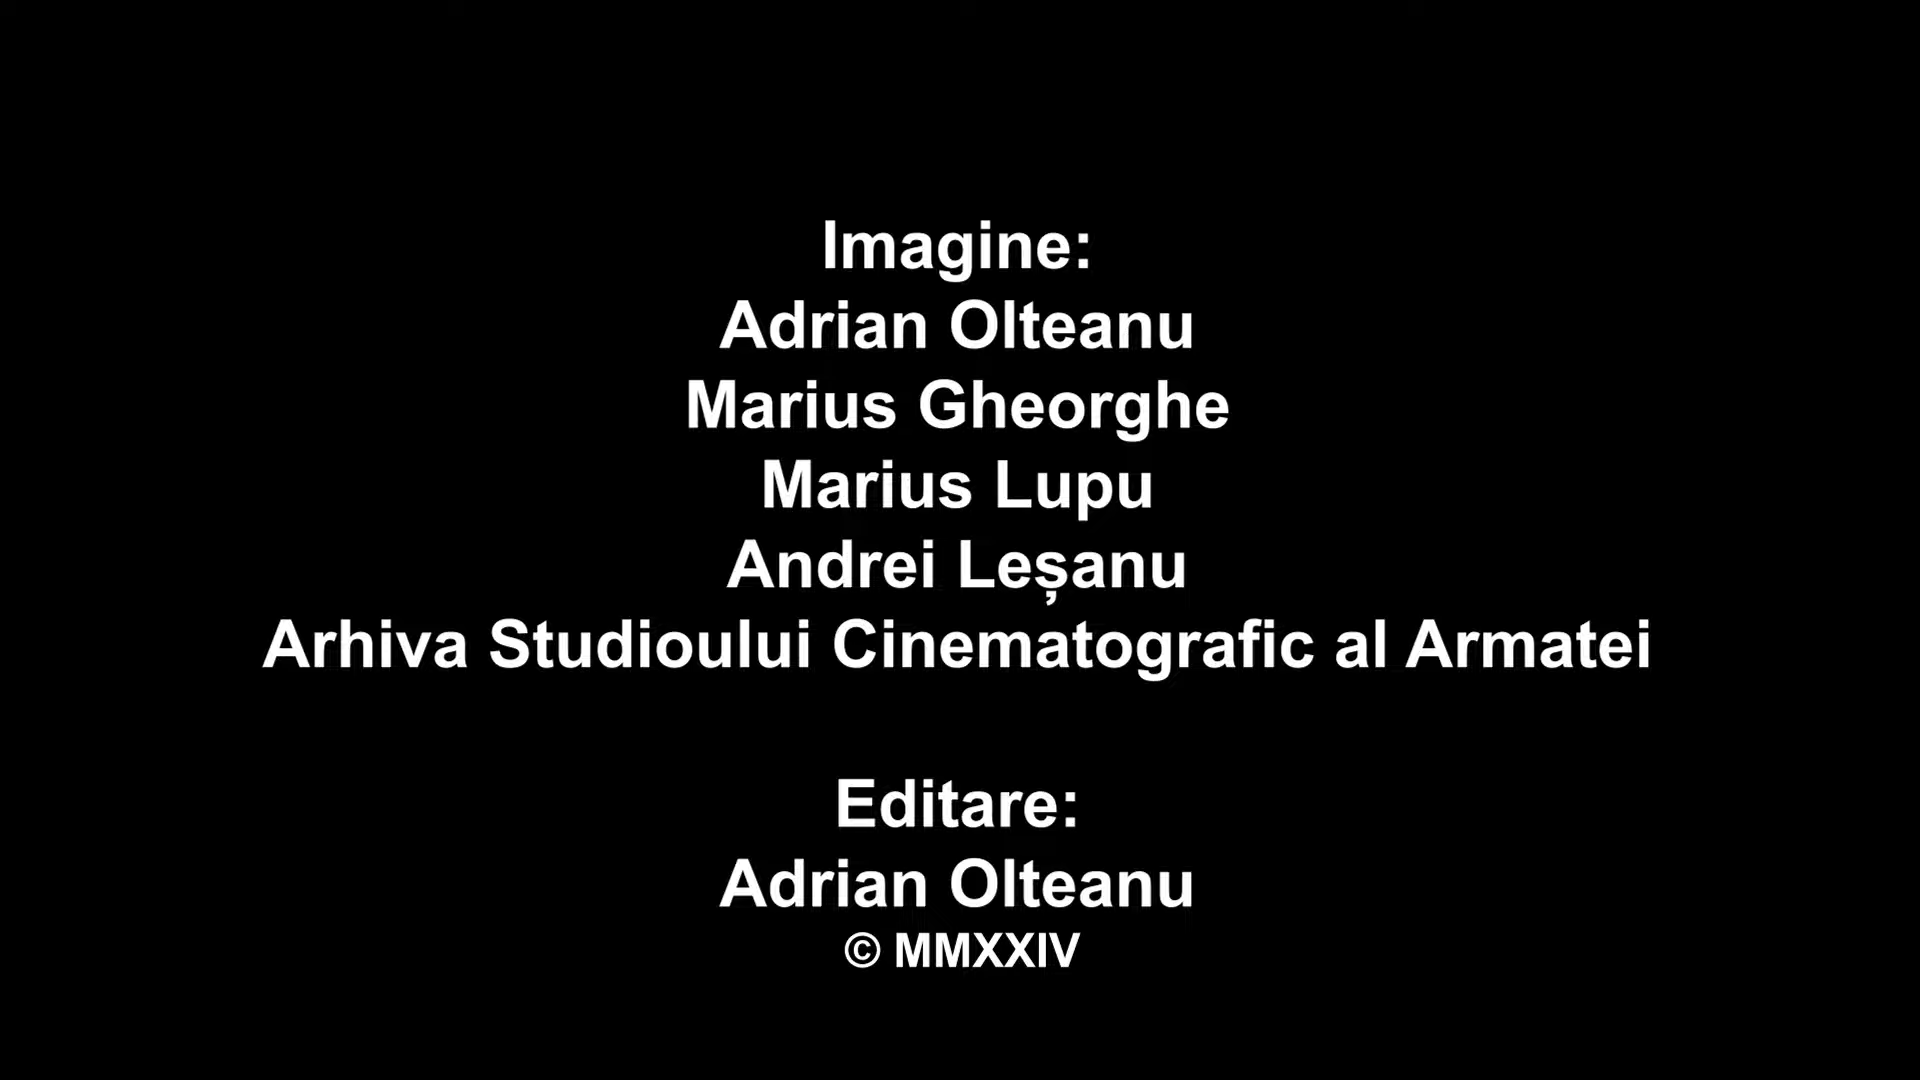 Imagine:
Adrian Olteanu
Marius Gheorghe
Marius Lupu
Andrei Leșanu
Arhiva Studioului Cinematografic al Armatei
Editare:
Adrian Olteanu
© MMXXIV